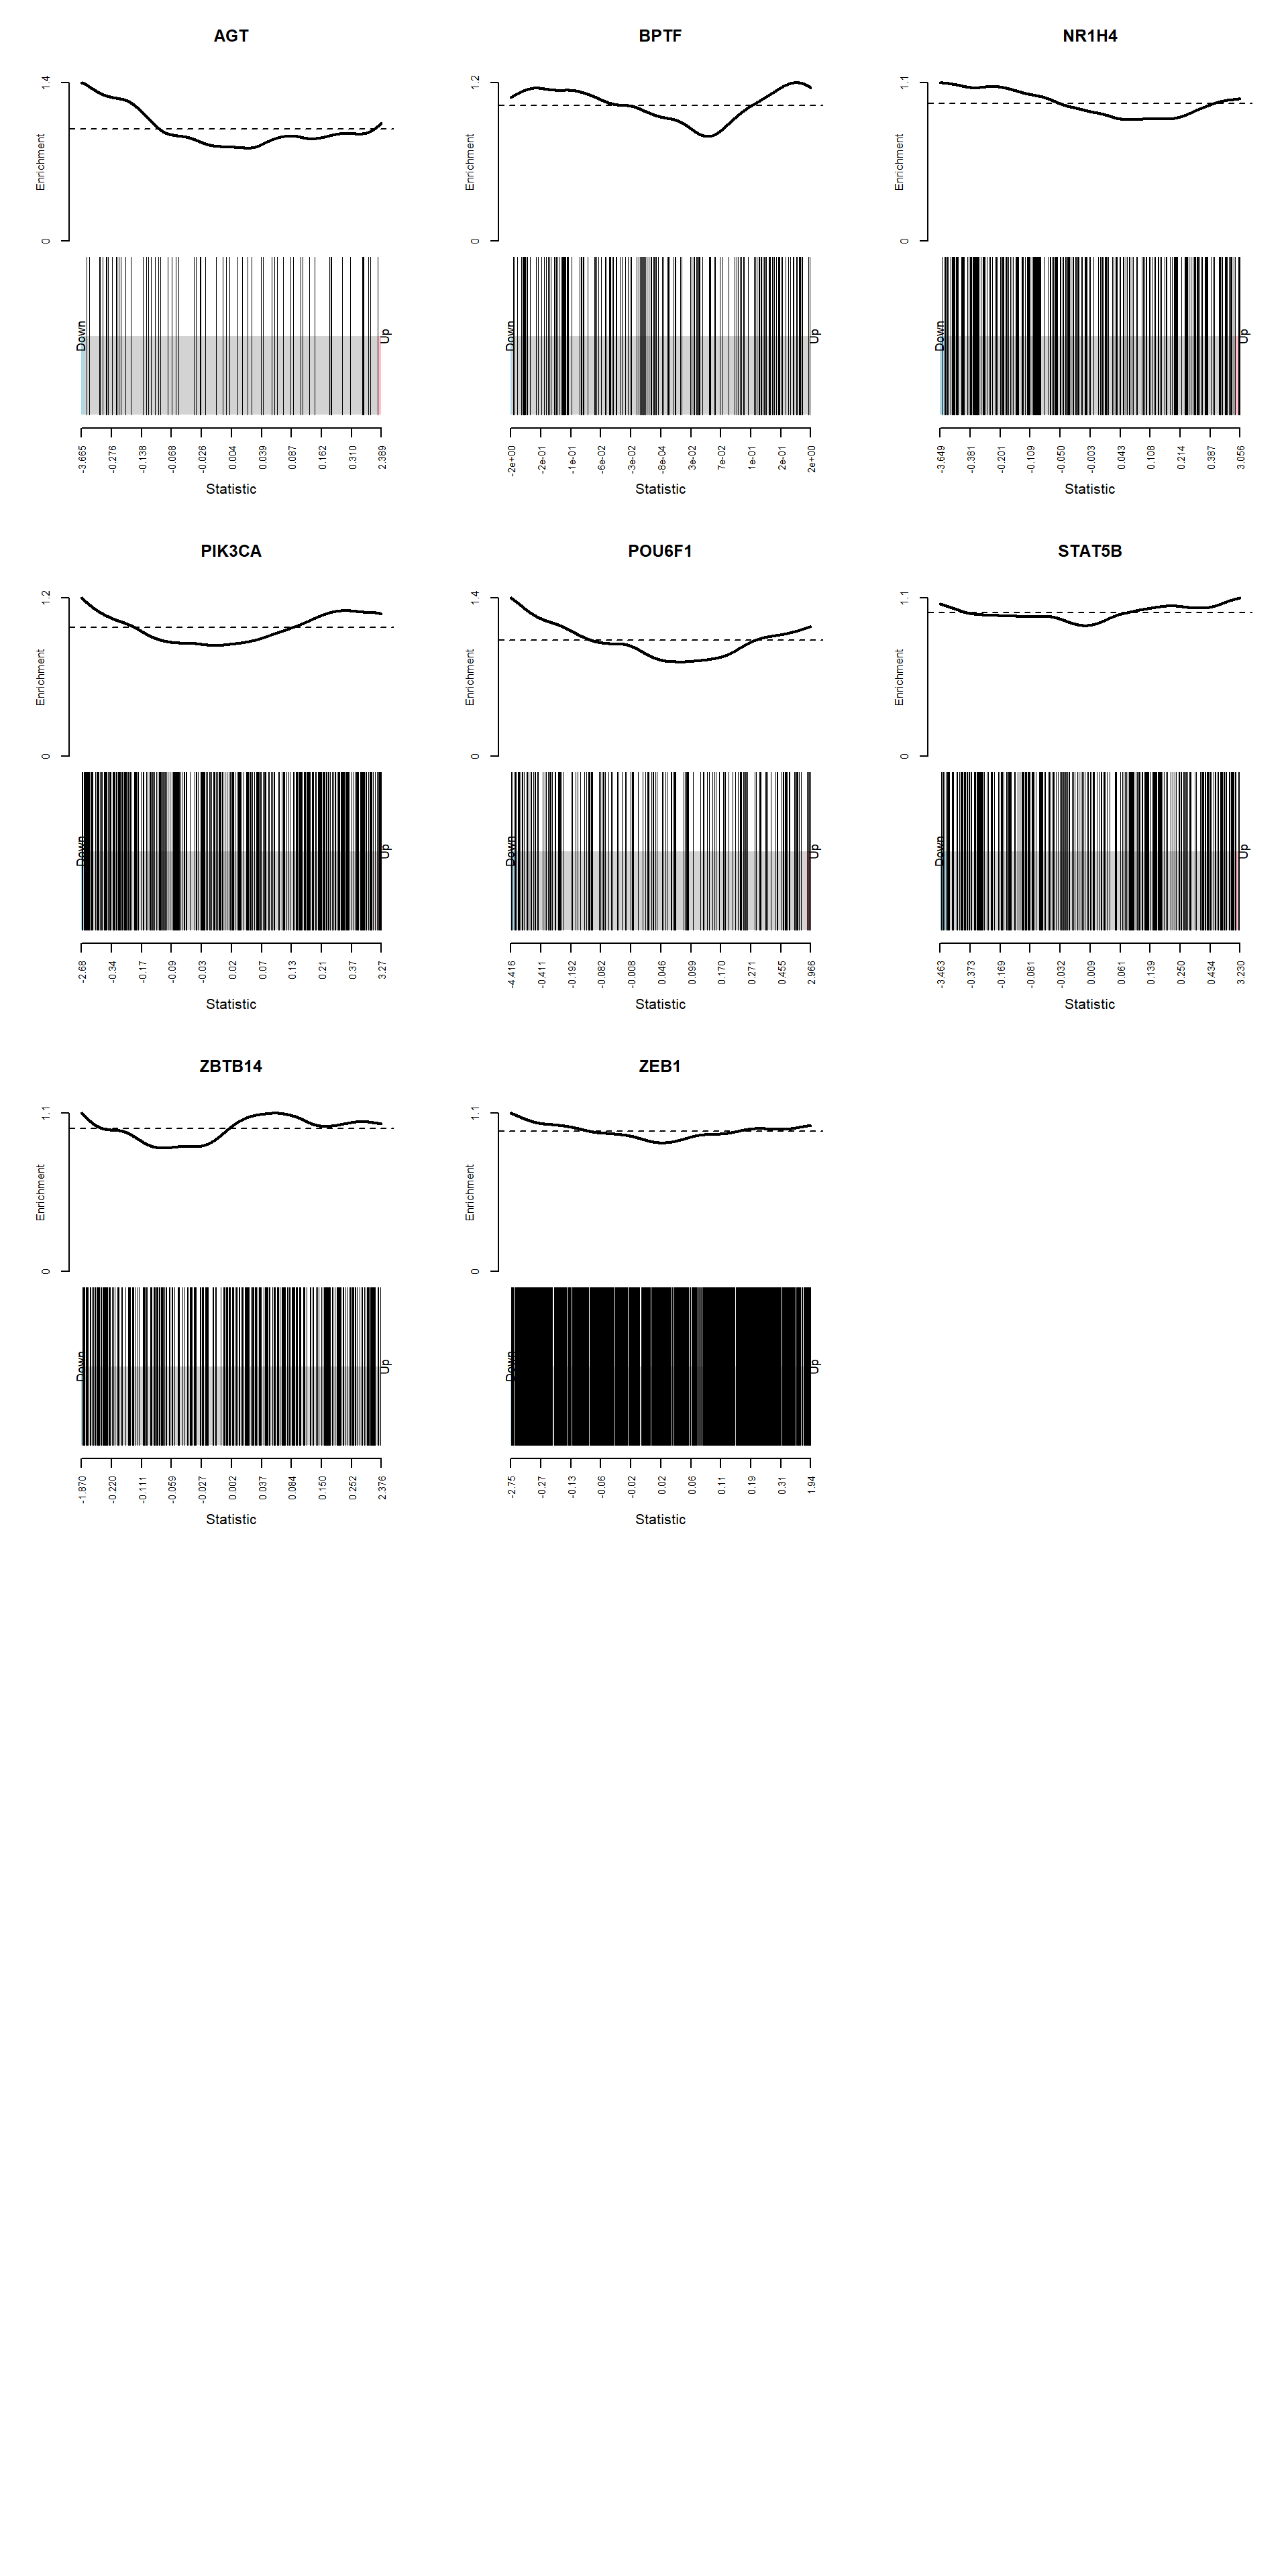 AGT
1.4
Enrichment
0
Down
Up
-3.665 -0.276 -0.138 -0.068 -0.026 0.004 0.039 0.087 0.162 0.310 2.389
Statistic
BPTF
1.2
Enrichment
0
Down
Up
-2e+00 -2e-01 -1e-01 -6e-02 -3e-02 -8e-04 3e-02 7e-02 1e-01 2e-01 2e+00
Statistic
NR1H4
1.1
Enrichment
0
Down
Up
-3.649 -0.381 -0.201 -0.109 -0.050 -0.003 0.043 0.108 0.214 0.387 3.056
Statistic
PIK3CA
1.2
Enrichment
0
Down
Up
-2.68 -0.34 -0.17 -0.09 -0.03 0.02 0.07 0.13 0.21 0.37 3.27
Statistic
POU6F1
1.4
Enrichment
0
Down
Up
-4.416 -0.411 -0.192 -0.082 -0.008 0.046 0.099 0.170 0.271 0.455 2.966
Statistic
STAT5B
1.1
Enrichment
0
Down
Up
-3.463 -0.373 -0.169 -0.081 -0.032 0.009 0.061 0.139 0.250 0.434 3.230
Statistic
ZBTB14
1.1
Enrichment
0
Down
Up
-1.870 -0.220 -0.111 -0.059 -0.027 0.002 0.037 0.084 0.150 0.252 2.376
Statistic
ZEB1
1.1
Enrichment
0
Down
Up
-2.75 -0.27 -0.13 -0.06 -0.02 0.02 0.06 0.11 0.19 0.31 1.94
Statistic